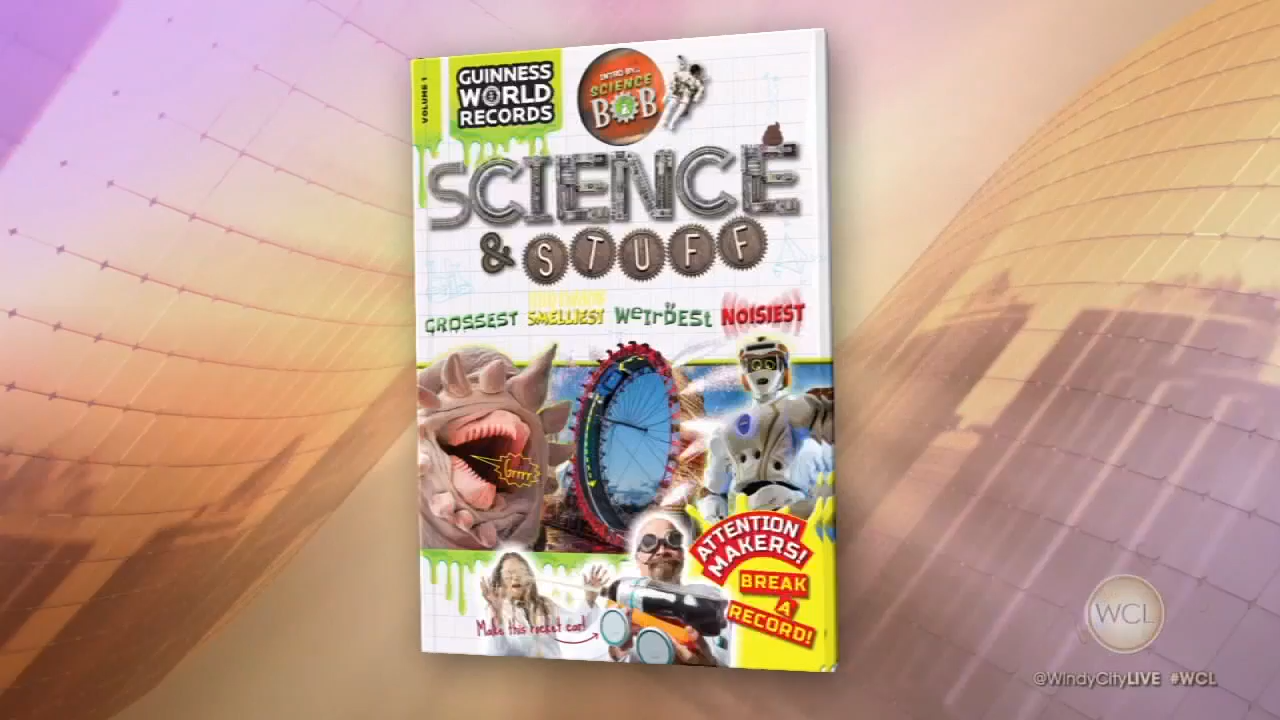 VOLUME 1
GUINNESS
WORLD
RECORDS
INTRO BY...
SCIENCE
BOB
SCIENCE
& STUFF
GROSSEST SMELLIEST WEIRDEST NOISIEST
Grrrr
ATTENTION
MAKERS!
BREAK
A
RECORD!
Make this rocket car!
WCL
@WindyCityLIVE #WCL